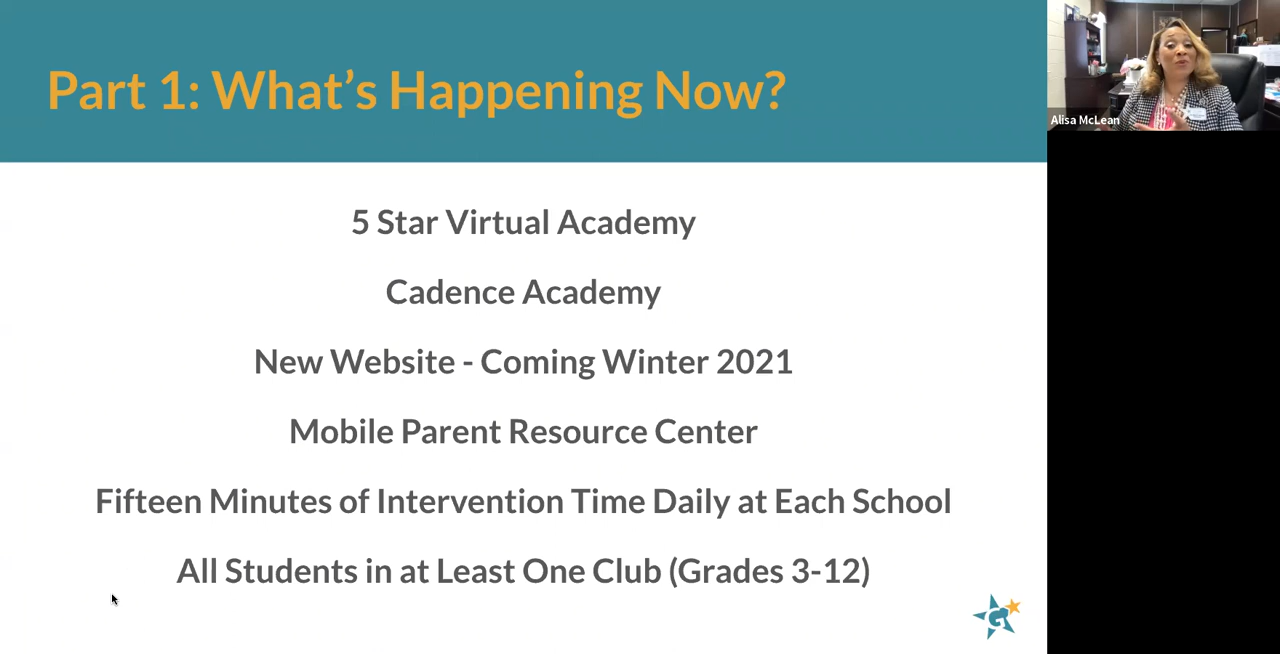 Part 1: What's Happening Now?
5 Star Virtual Academy
Cadence Academy
New Website - Coming Winter 2021
Mobile Parent Resource Center
Fifteen Minutes of Intervention Time Daily at Each School
All Students in at Least One Club (Grades 3-12)
G
Alisa McLean